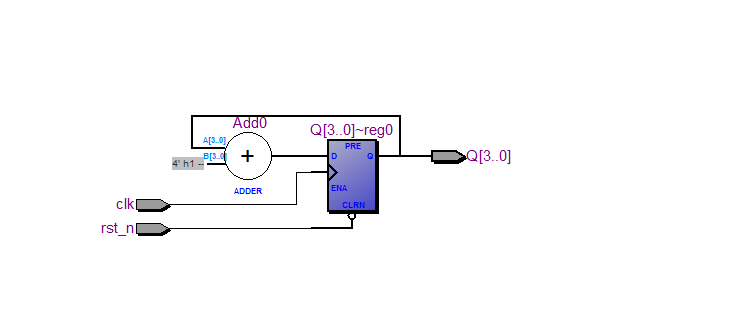 Add0
Q[3..0]~reg0
A[3..0]
B[3..0]
4' h1 --
+
PRE
D
Q
ENA
CLRN
Q[3..0]
ADDER
clk
rst_n